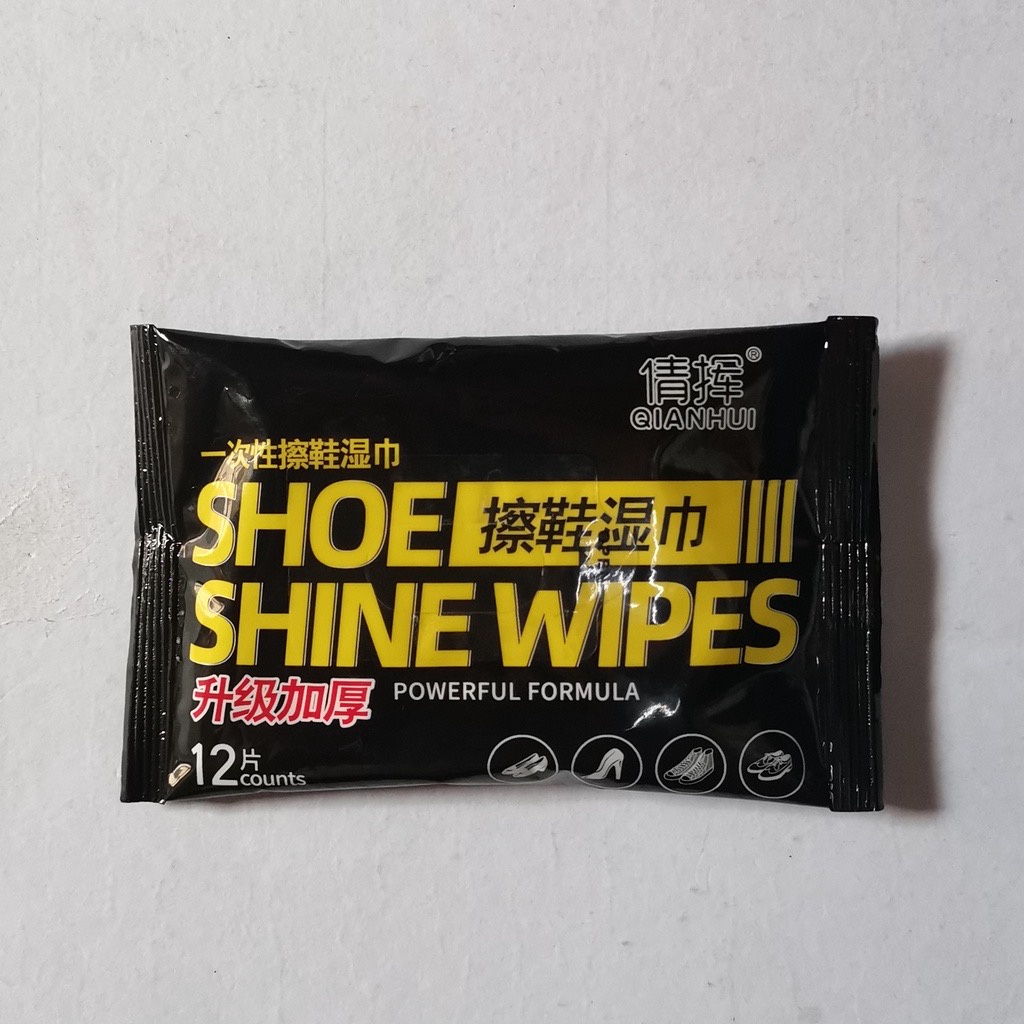 倩挥®
QIANHUI
一次性擦鞋湿巾
SHOE 擦鞋湿巾
SHINE WIPES
升级加厚 POWERFUL FORMULA
12片
counts